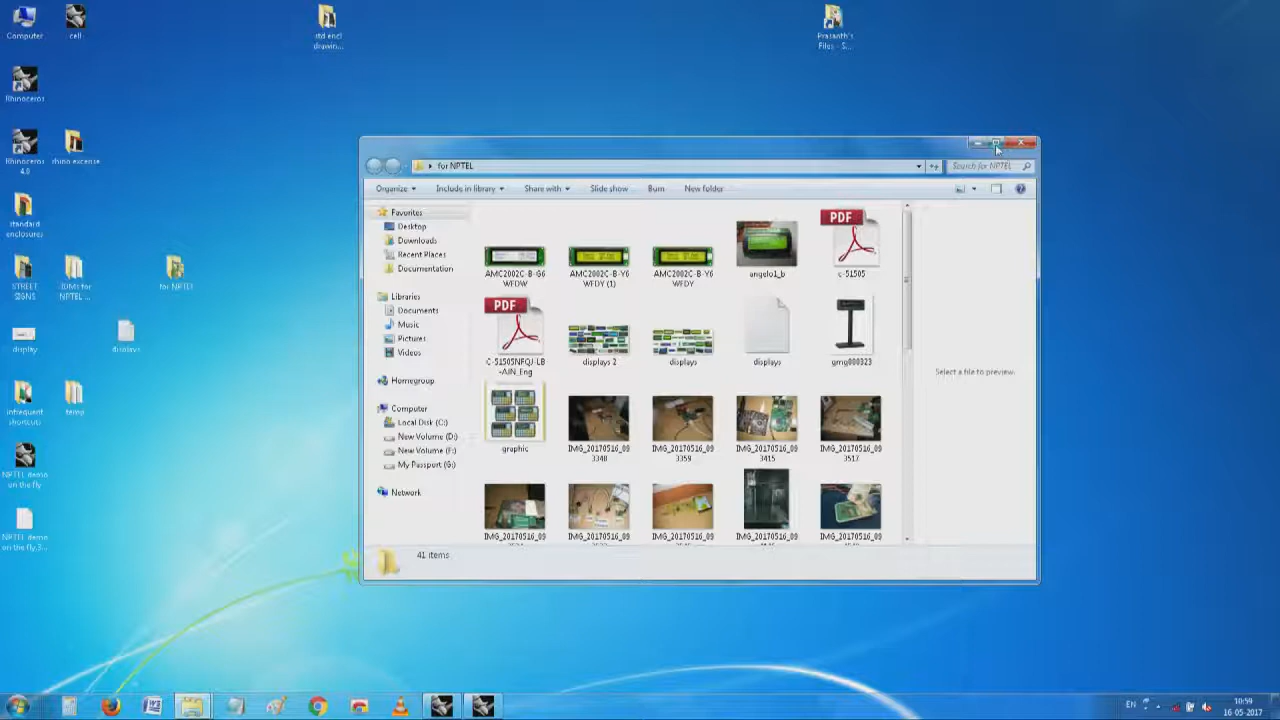 Computer
cell
std encl
drawin...
Prasanth's
Files - S...
Rhinoceros
Rhinoceros
4.0
rhino excense
standard
enclosures
STREET
SIGNS
for NPTEL
display
displays
infrequent
shortcuts
temp
NPTEL demo
on the fly
NPTEL demo
on the fly.3...
for NPTEL
Search for NPTEL
Organize
Include in library
Share with
Slide show
Burn
New folder
Favorites
Desktop
Downloads
Recent Places
Documentation
Libraries
Documents
Music
Pictures
Videos
Homegroup
Computer
Local Disk (C:)
New Volume (D:)
New Volume (F:)
My Passport (G:)
Network
AMC2002C-B-G6
WFDW
AMC2002C-B-Y6
WFDY (1)
AMC2002C-B-Y6
WFDY
angelo1_b
PDF
c-51505
PDF
C-51505NFQJ-LB
-AIN_Eng
displays 2
displays
displays
gmg000323
graphic
IMG_20170516_09
3348
IMG_20170516_09
3359
IMG_20170516_09
3415
IMG_20170516_09
3517
IMG_20170516_09
IMG_20170516_09
IMG_20170516_09
IMG_20170516_09
IMG_20170516_09
Select a file to preview.
41 items
EN
10:59
16-05-2017